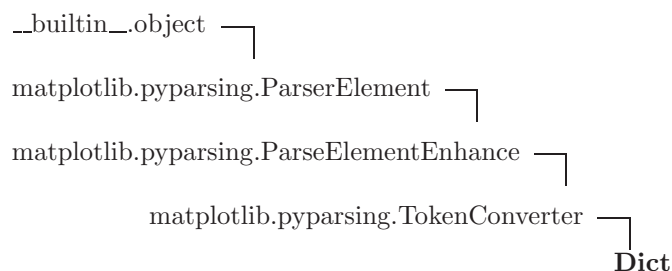 __builtin__.object
matplotlib.pyparsing.ParserElement
matplotlib.pyparsing.ParseElementEnhance
matplotlib.pyparsing.TokenConverter
Dict